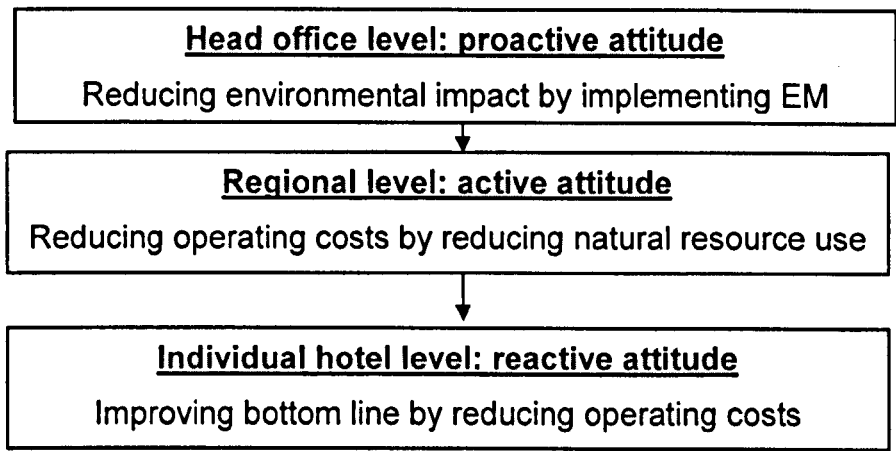 Head office level: proactive attitude
Reducing environmental impact by implementing EM
Regional level: active attitude
Reducing operating costs by reducing natural resource use
Individual hotel level: reactive attitude
Improving bottom line by reducing operating costs